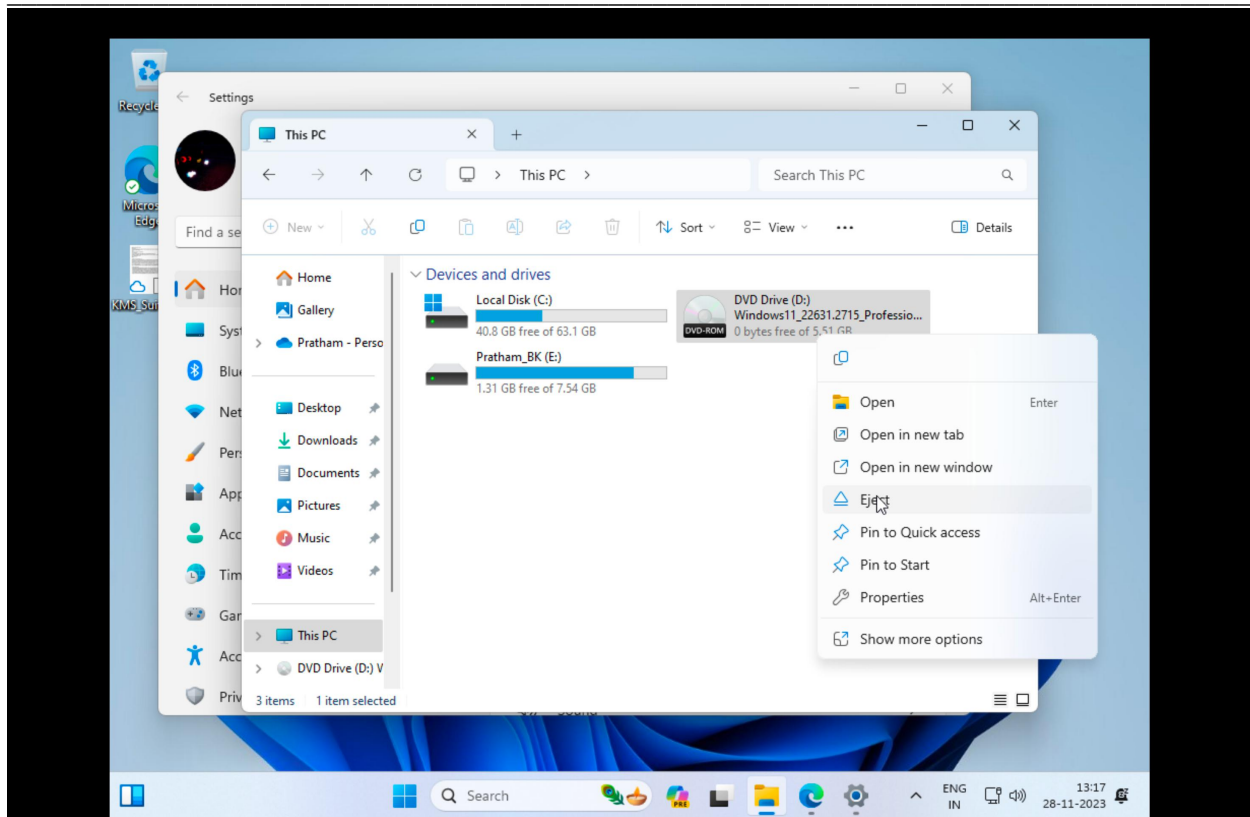 Recycle
Settings
This PC
This PC
Search This PC
Micros
Edge
Find a se
New
Sort
View
Details
KMS_Sui
Hor
Syst
Blue
Net
Pers
App
Acc
Tim
Gar
Acc
Priv
Home
Gallery
Pratham - Perso
Desktop
Downloads
Documents
Pictures
Music
Videos
This PC
DVD Drive (D:) V
Devices and drives
Local Disk (C:)
40.8 GB free of 63.1 GB
DVD Drive (D:)
Windows11_22631.2715_Professio...
DVD-ROM
0 bytes free of 5.51 GB
Pratham_BK (E:)
1.31 GB free of 7.54 GB
Open Enter
Open in new tab
Open in new window
Eject
Pin to Quick access
Pin to Start
Properties Alt+Enter
Show more options
3 items 1 item selected
Search
PRE
ENG
IN
13:17
28-11-2023